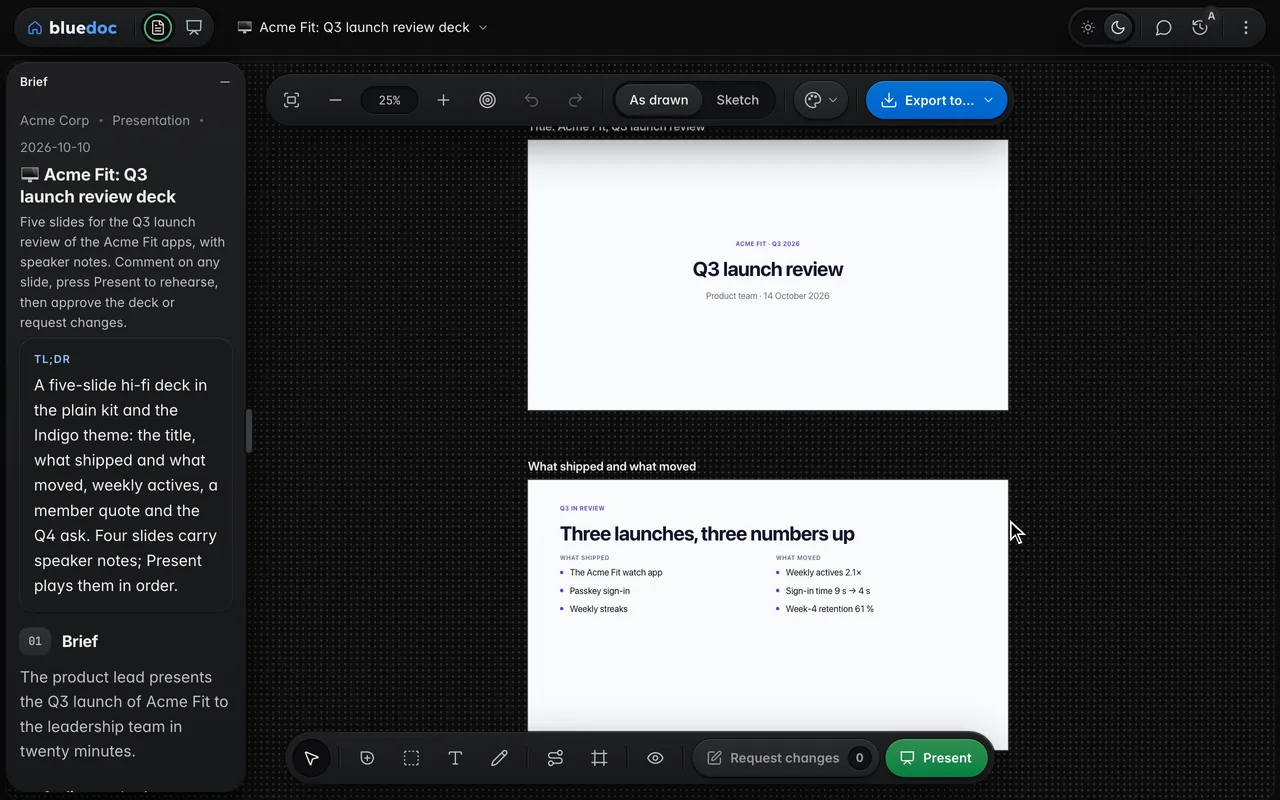 bluedoc
Acme Fit: Q3 launch review deck
A
Brief
Acme Corp • Presentation •
2026-10-10
Acme Fit: Q3
launch review deck
Five slides for the Q3 launch
review of the Acme Fit apps, with
speaker notes. Comment on any
slide, press Present to rehearse,
then approve the deck or
request changes.
TL;DR
A five-slide hi-fi deck in
the plain kit and the
Indigo theme: the title,
what shipped and what
moved, weekly actives, a
member quote and the
Q4 ask. Four slides carry
speaker notes; Present
plays them in order.
01 Brief
The product lead presents
the Q3 launch of Acme Fit to
the leadership team in
twenty minutes.
25%
As drawn
Sketch
Export to...
Title: Acme Fit, Q3 launch review
ACME FIT · Q3 2026
Q3 launch review
Product team · 14 October 2026
What shipped and what moved
Q3 IN REVIEW
Three launches, three numbers up
WHAT SHIPPED
• The Acme Fit watch app
• Passkey sign-in
• Weekly streaks
WHAT MOVED
• Weekly actives 2.1×
• Sign-in time 9 s → 4 s
• Week-4 retention 61 %
Request changes 0
Present